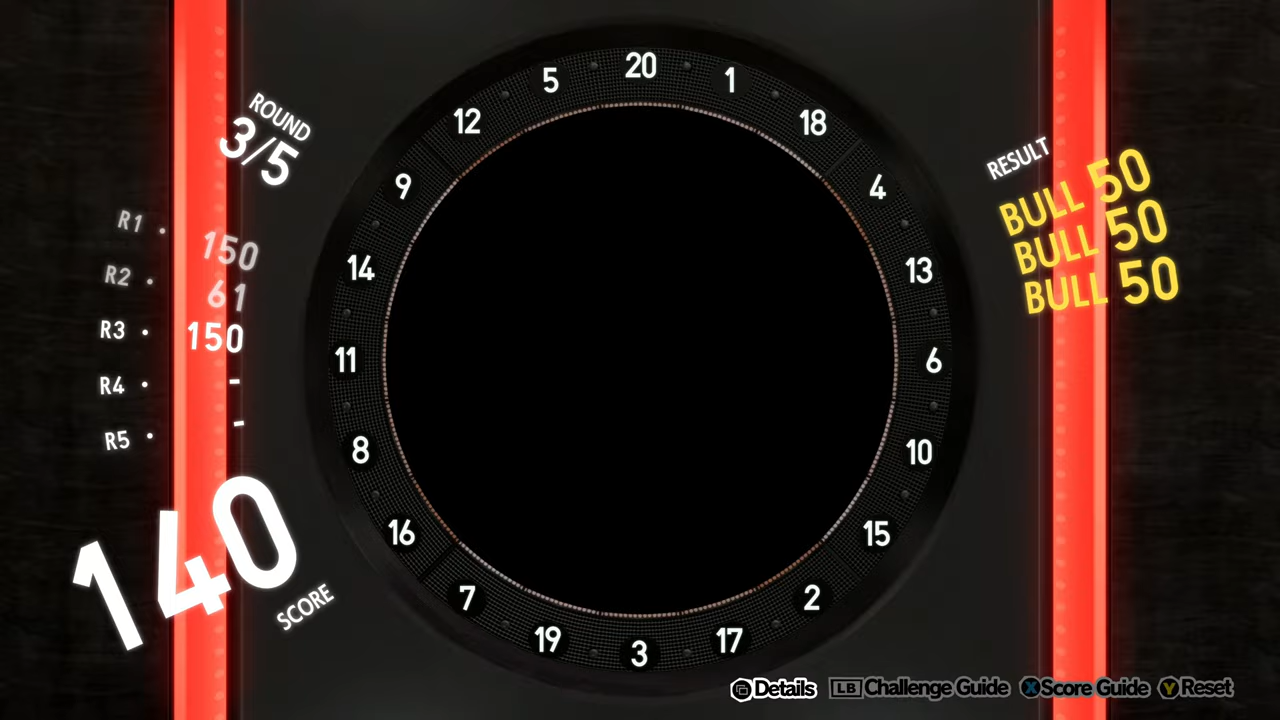 ROUND
3/5
R1 • 150
R2 • 61
R3 • 150
R4 • -
R5 • -
140
SCORE
20
1
18
4
13
6
10
15
2
17
3
19
7
16
8
11
14
9
12
5
RESULT
BULL 50
BULL 50
BULL 50
Details LB Challenge Guide X Score Guide Y Reset